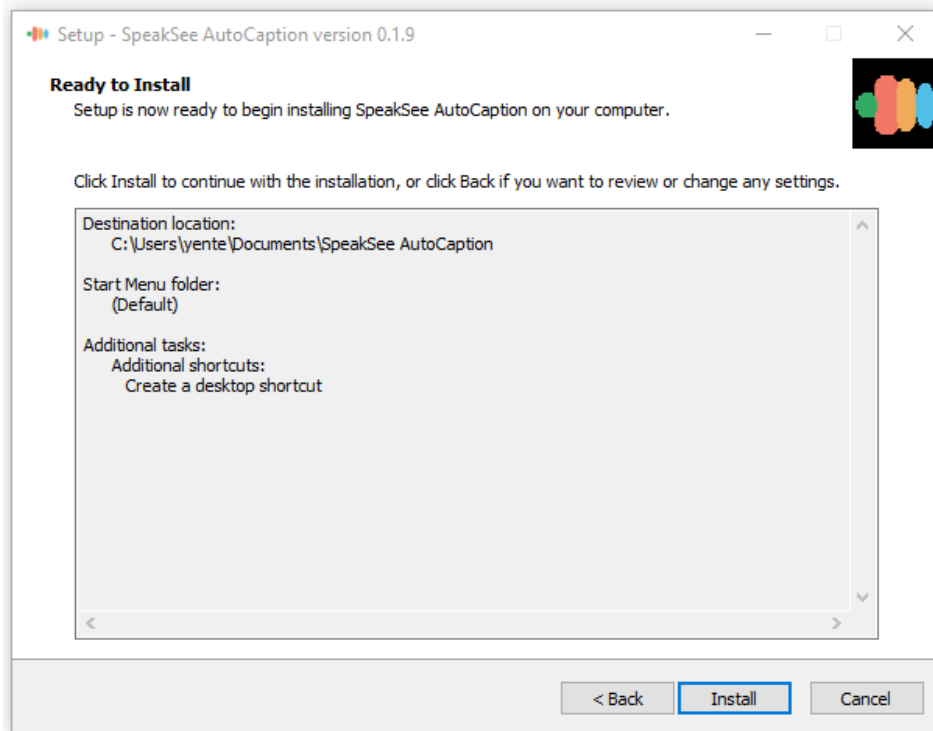 Setup - SpeakSee AutoCaption version 0.1.9
Ready to Install
Setup is now ready to begin installing SpeakSee AutoCaption on your computer.
Click Install to continue with the installation, or click Back if you want to review or change any settings.
Destination location:
C:\Users\yente\Documents\SpeakSee AutoCaption
Start Menu folder:
(Default)
Additional tasks:
Additional shortcuts:
Create a desktop shortcut
< Back Install Cancel